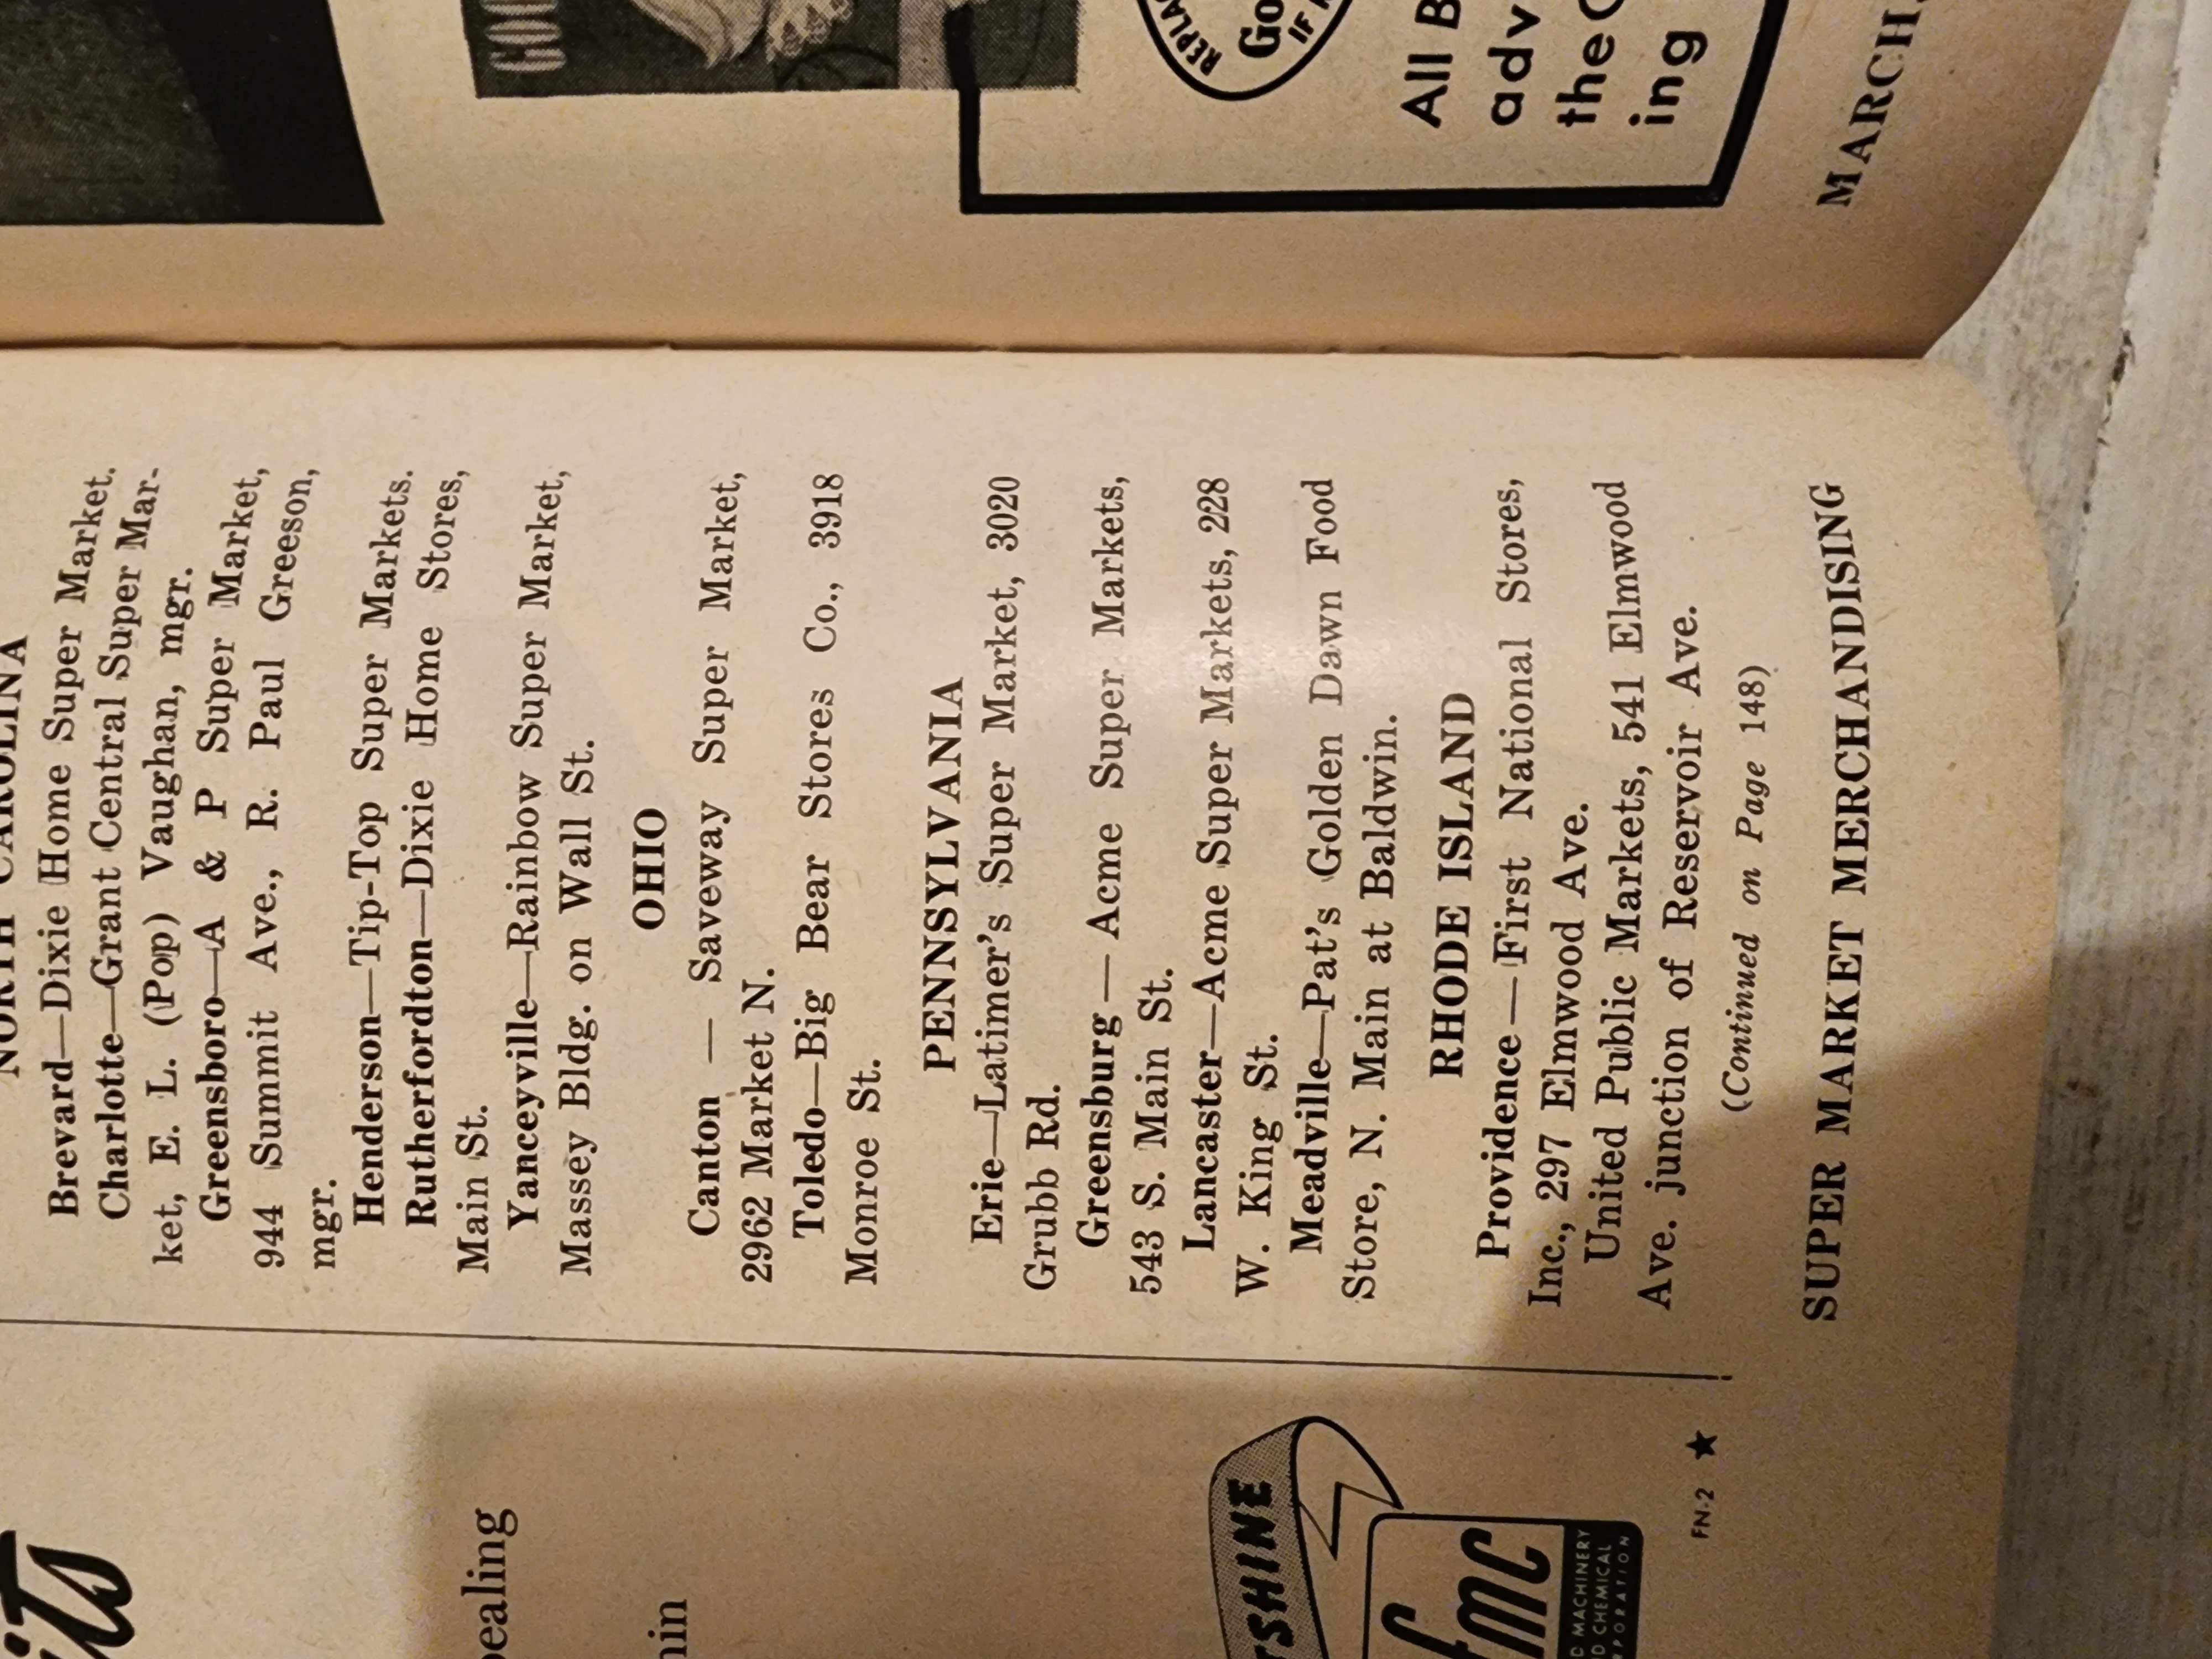 its
pealing
FMC
MACHINERY
CHEMICAL
FN-2 ★
NORTH CAROLINA
Brevard—Dixie Home Super Market.
Charlotte—Grant Central Super Mar-
ket, E. L. (Pop) Vaughan, mgr.
Greensboro—A & P Super Market,
944 Summit Ave., R. Paul Greeson,
mgr.
Henderson—Tip-Top Super Markets.
Rutherfordton—Dixie Home Stores,
Main St.
Yanceyville—Rainbow Super Market,
Massey Bldg. on Wall St.
OHIO
Canton — Saveway Super Market,
2962 Market N.
Toledo—Big Bear Stores Co., 3918
Monroe St.
PENNSYLVANIA
Erie—Latimer's Super Market, 3020
Grubb Rd.
Greensburg — Acme Super Markets,
543 S. Main St.
Lancaster—Acme Super Markets, 228
W. King St.
Meadville—Pat's Golden Dawn Food
Store, N. Main at Baldwin.
RHODE ISLAND
Providence—First National Stores,
Inc., 297 Elmwood Ave.
United Public Markets, 541 Elmwood
Ave. junction of Reservoir Ave.
(Continued on Page 148)
SUPER MARKET MERCHANDISING
Go
IF
All B
adv
the
ing
MARCH,